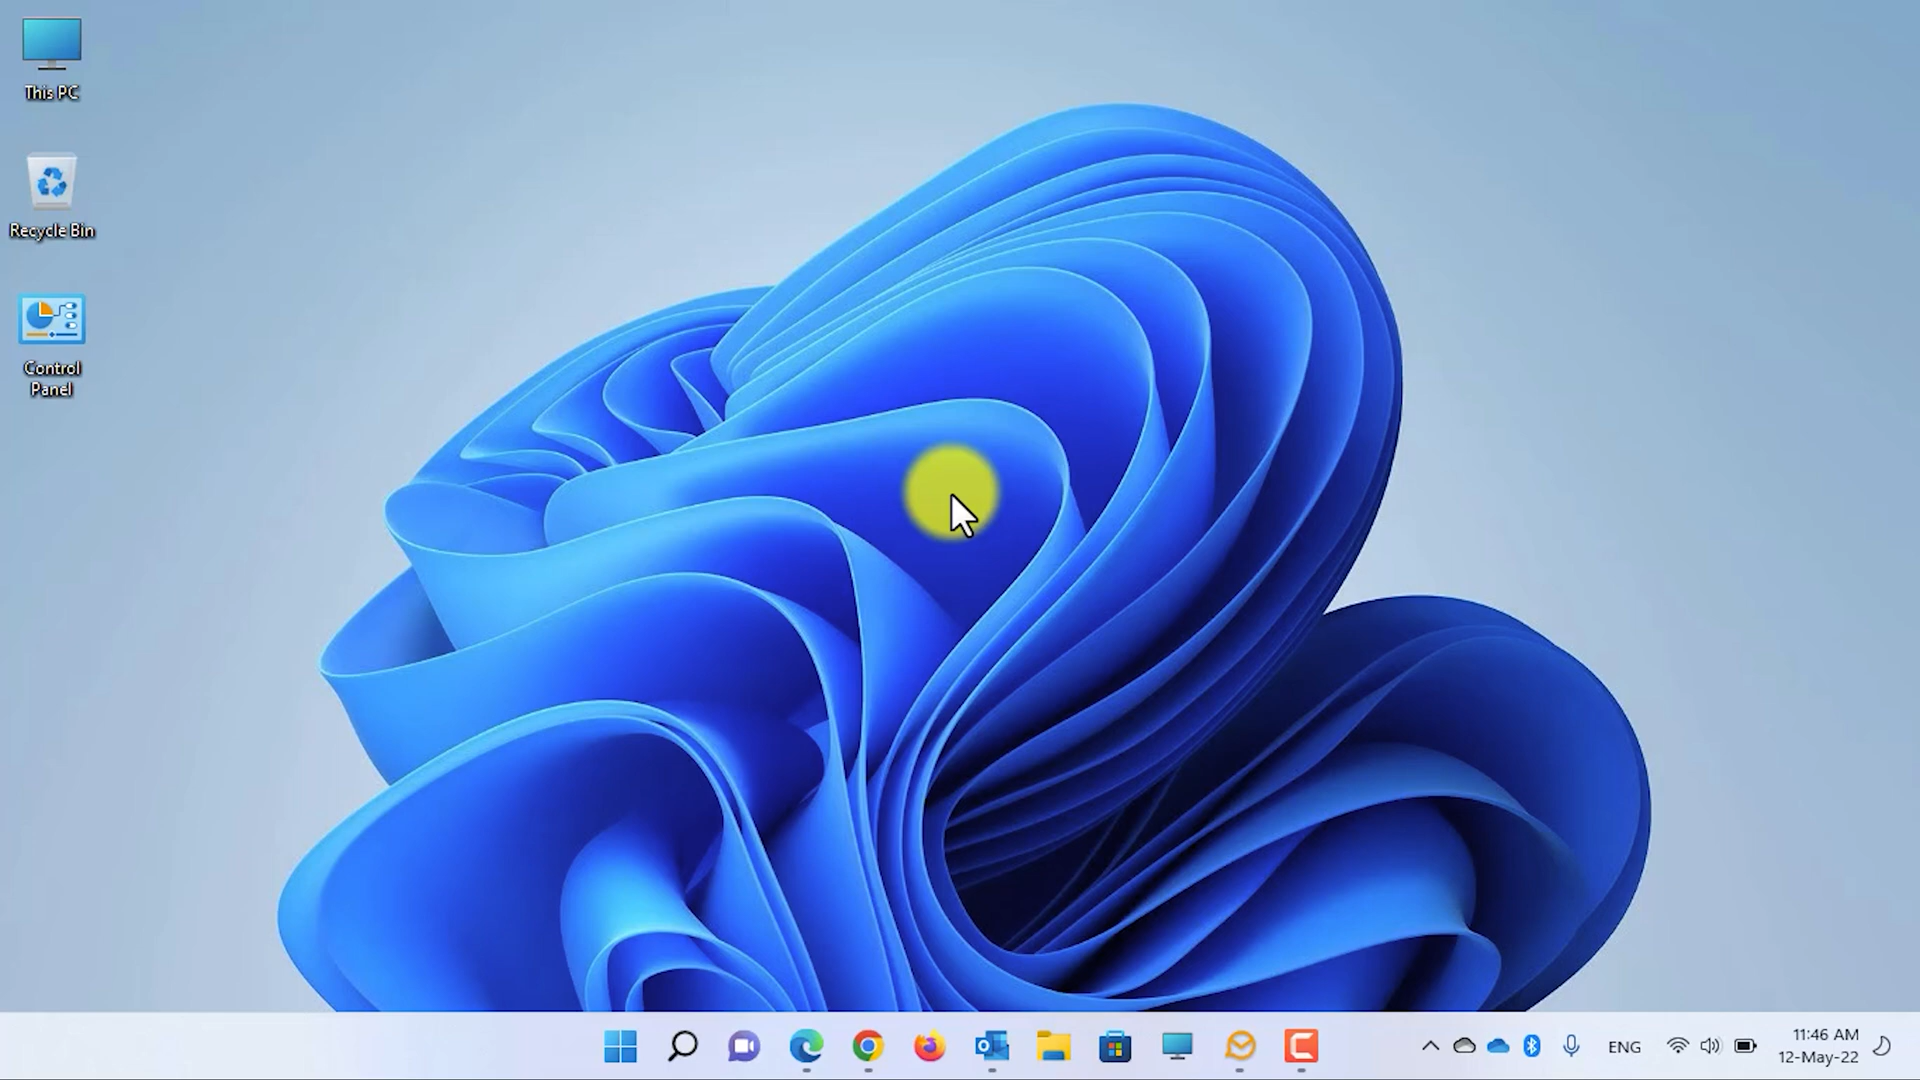 This PC
Recycle Bin
Control
Panel
ENG
11:46 AM
12-May-22